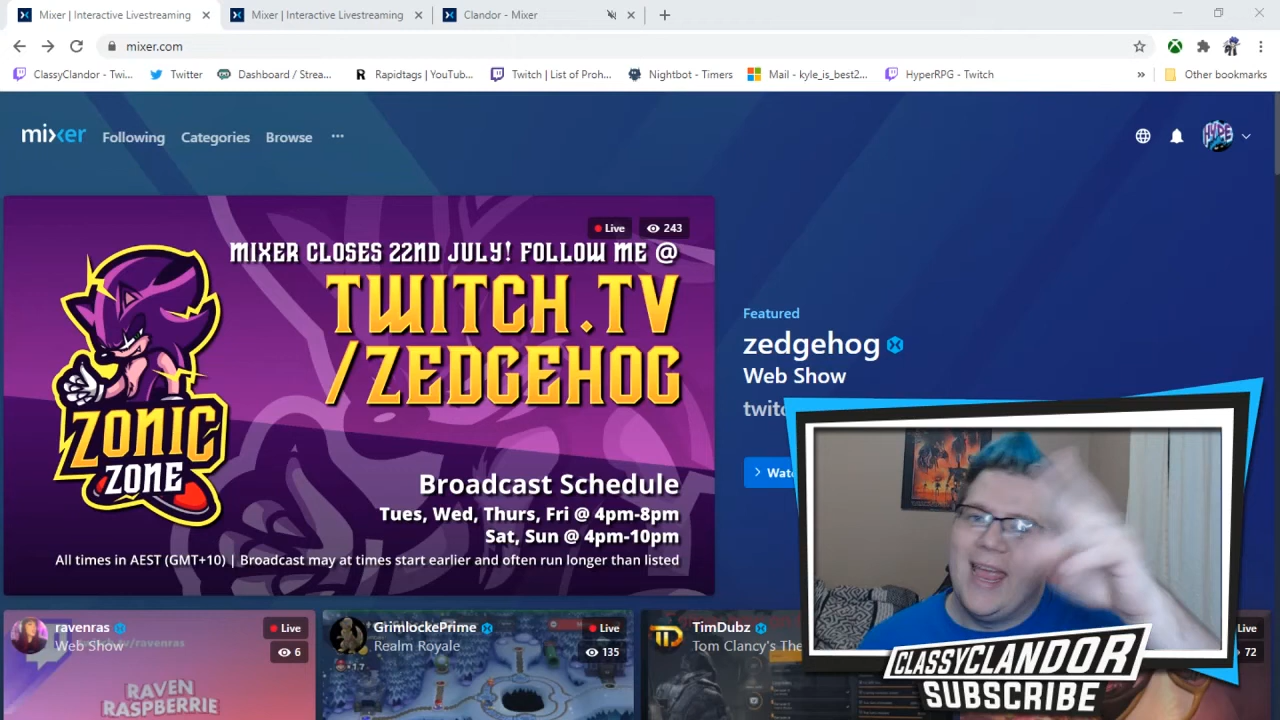 Mixer | Interactive Livestreaming
Mixer | Interactive Livestreaming
Clandor - Mixer
mixer.com
ClassyClandor - Twi...
Twitter
Dashboard / Strea...
Rapidtags | YouTub...
Twitch | List of Proh...
Nightbot - Timers
Mail - kyle_is_best2...
HyperRPG - Twitch
»
Other bookmarks
mixer
Following
Categories
Browse
...
HYPE
Live
243
MIXER CLOSES 22ND JULY! FOLLOW ME @
TWITCH.TV
/ZEDGEHOG
ZONIC
ZONE
Broadcast Schedule
Tues, Wed, Thurs, Fri @ 4pm-8pm
Sat, Sun @ 4pm-10pm
All times in AEST (GMT+10) | Broadcast may at times start earlier and often run longer than listed
Featured
zedgehog
Web Show
twitc
Watc
ravenras
Web Show
Live
6
RAVEN
RASPBERRIE
GrimlockePrime
Realm Royale
Live
135
TimDubz
Tom Clancy's The
Live
72
CLASSYCLANDOR
SUBSCRIBE